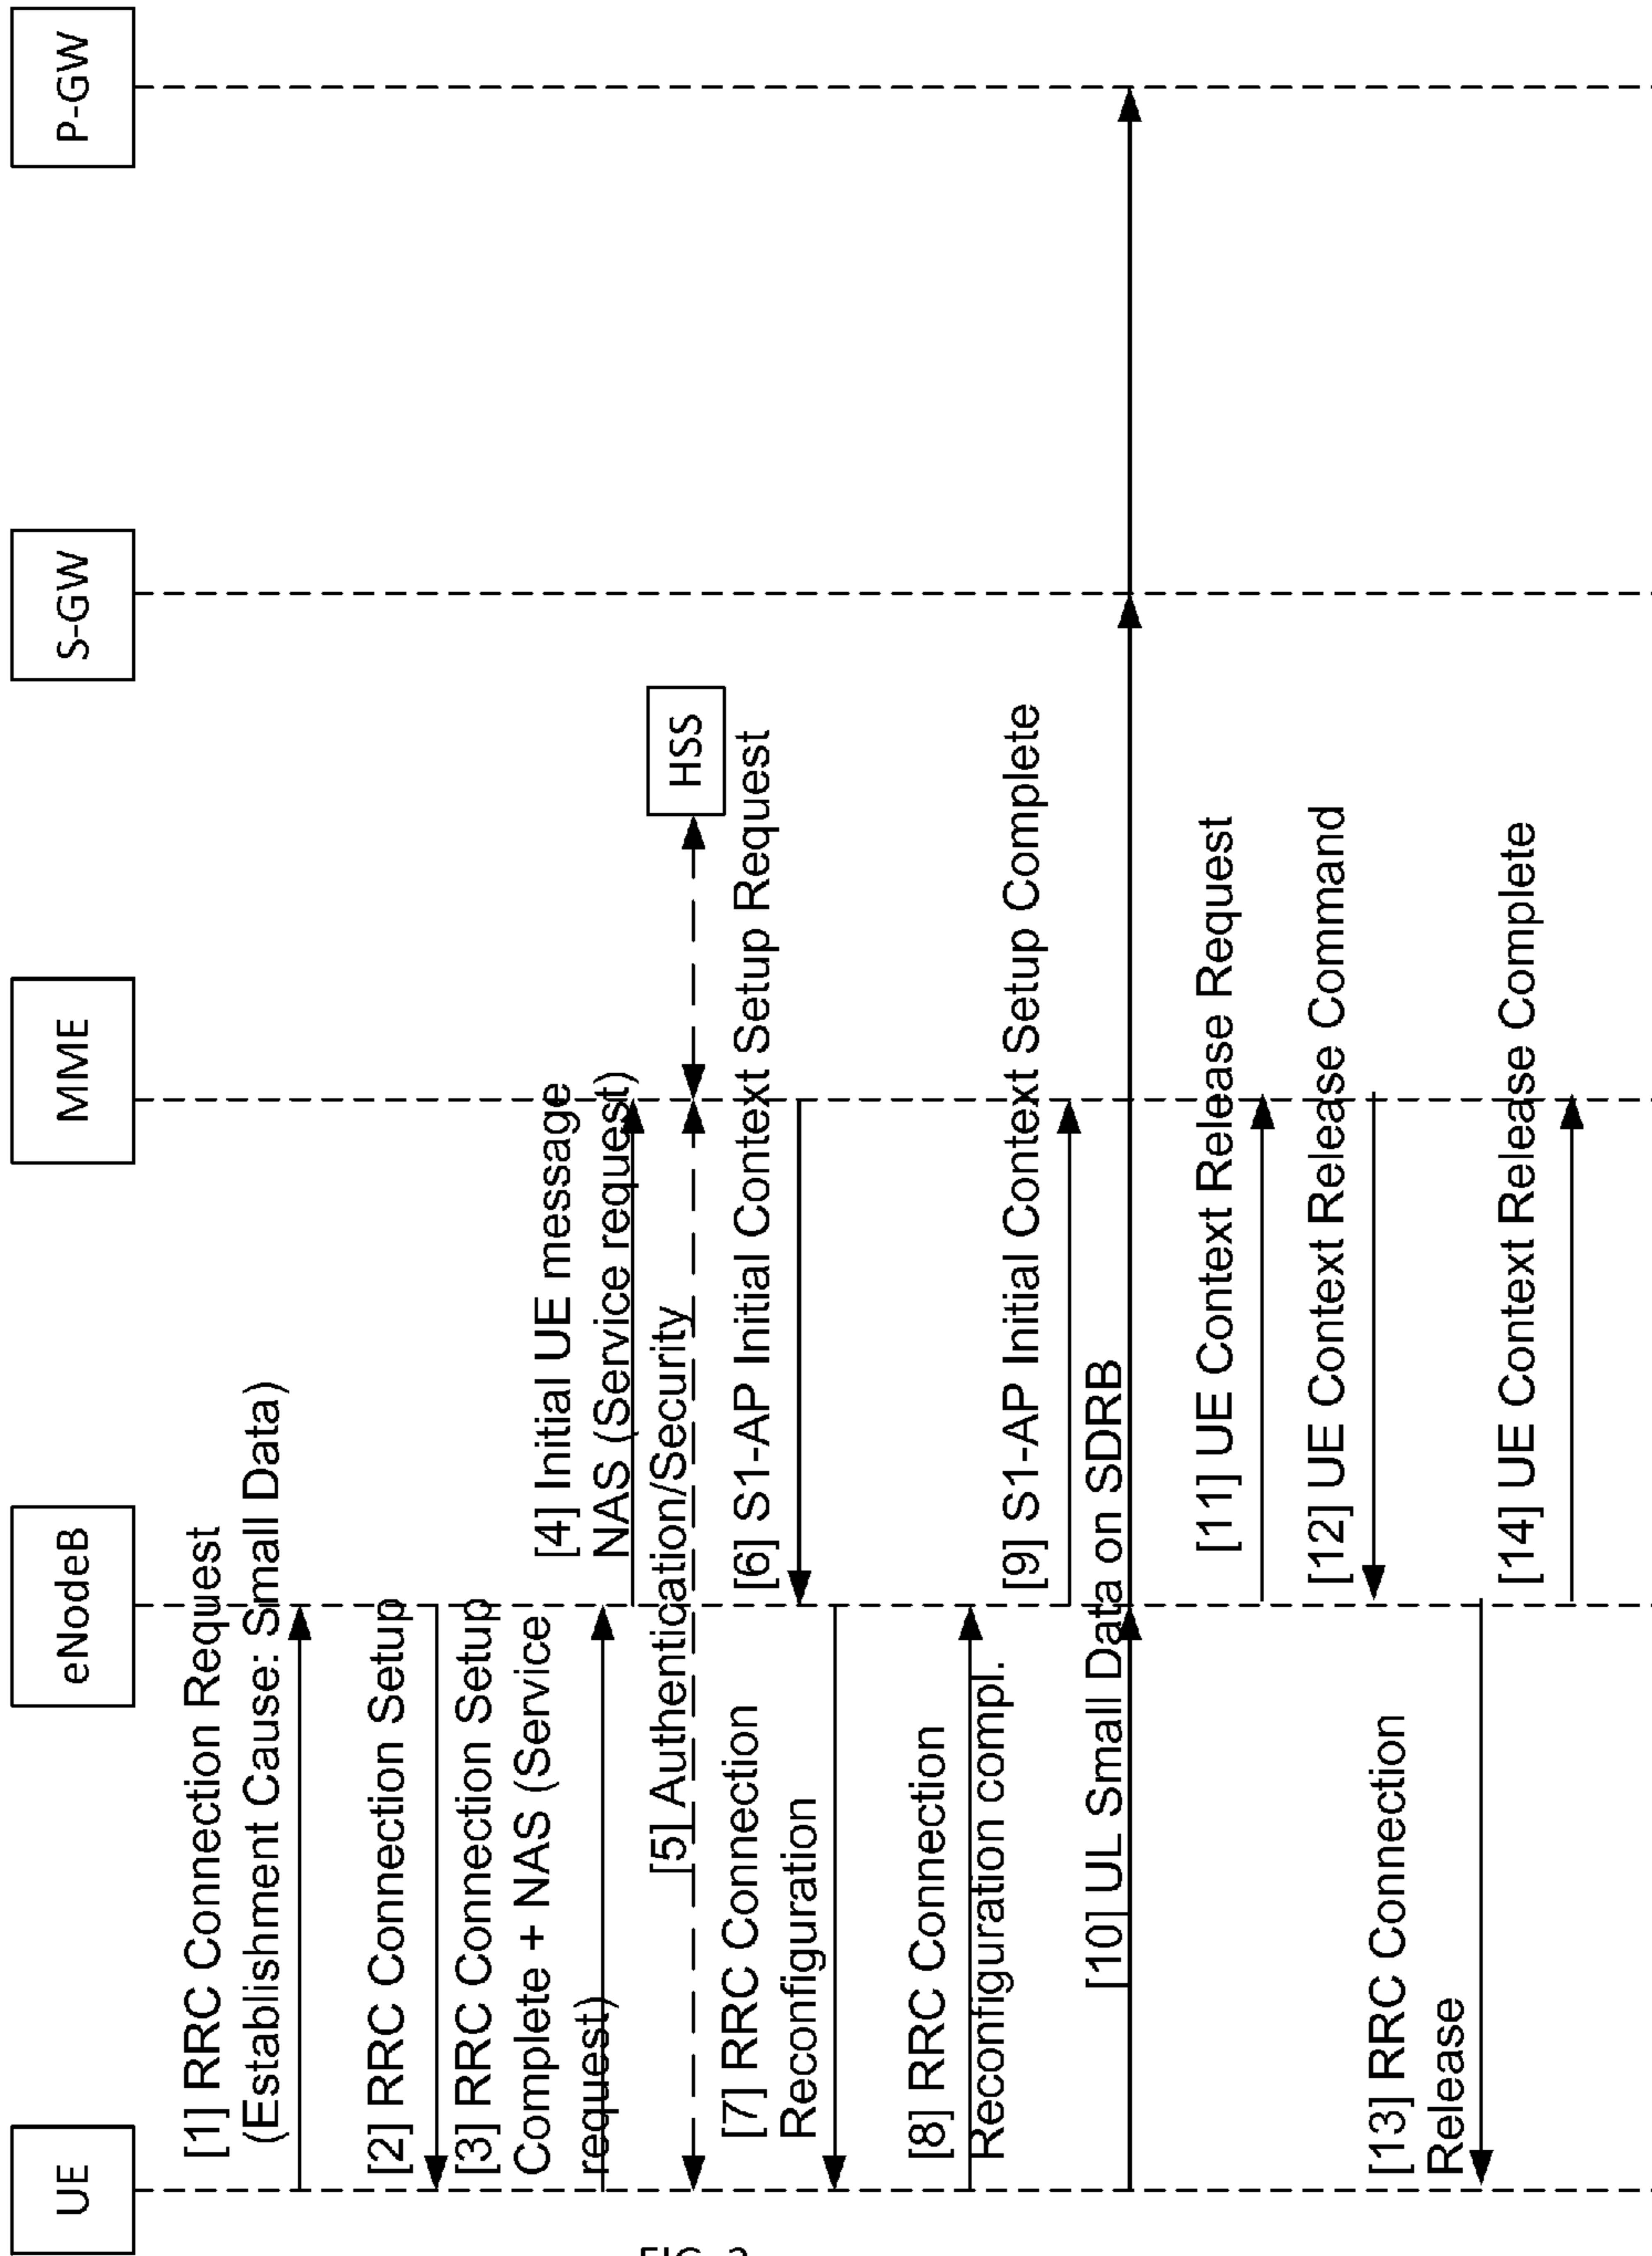 UE
eNodeB
MME
S-GW
P-GW
[1] RRC Connection Request
(Establishment Cause: Small Data)
[2] RRC Connection Setup
[3] RRC Connection Setup
Complete + NAS (Service
request)
[4] Initial UE message
NAS (Service request)
[5] Authentication/Security
HSS
[6] S1-AP Initial Context Setup Request
[7] RRC Connection
Reconfiguration
[8] RRC Connection
Reconfiguration compl.
[9] S1-AP Initial Context Setup Complete
[10] UL Small Data on SDRB
[11] UE Context Release Request
[12] UE Context Release Command
[13] RRC Connection
Release
[14] UE Context Release Complete